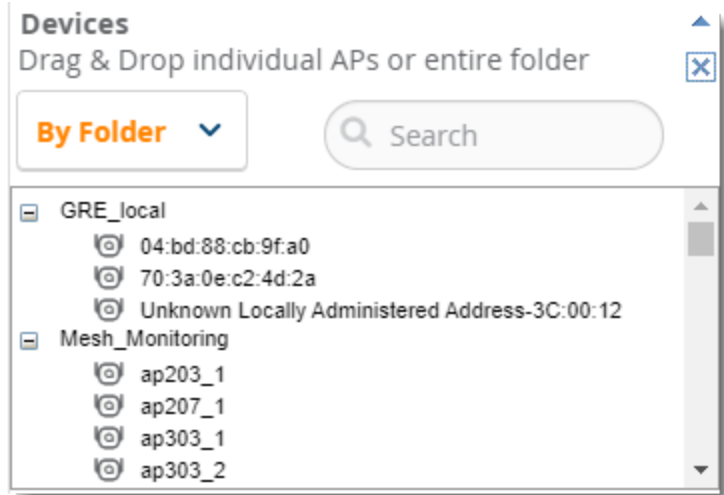 Devices
Drag & Drop individual APs or entire folder
By Folder
Search
GRE_local
04:bd:88:cb:9f:a0
70:3a:0e:c2:4d:2a
Unknown Locally Administered Address-3C:00:12
Mesh_Monitoring
ap203_1
ap207_1
ap303_1
ap303_2